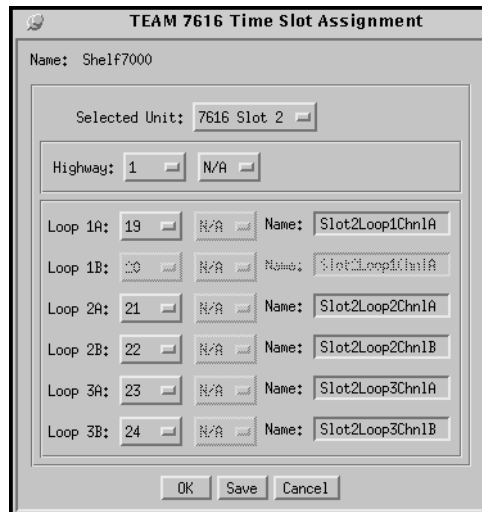 TEAM 7616 Time Slot Assignment
Name: Shelf7000
Selected Unit: 7616 Slot 2
Highway: 1 N/A
Loop 1A: 19 N/A Name: Slot2Loop1ChnlA
Loop 1B: 20 N/A Name: Slot2Loop1ChnlA
Loop 2A: 21 N/A Name: Slot2Loop2ChnlA
Loop 2B: 22 N/A Name: Slot2Loop2ChnlB
Loop 3A: 23 N/A Name: Slot2Loop3ChnlA
Loop 3B: 24 N/A Name: Slot2Loop3ChnlB
OK Save Cancel